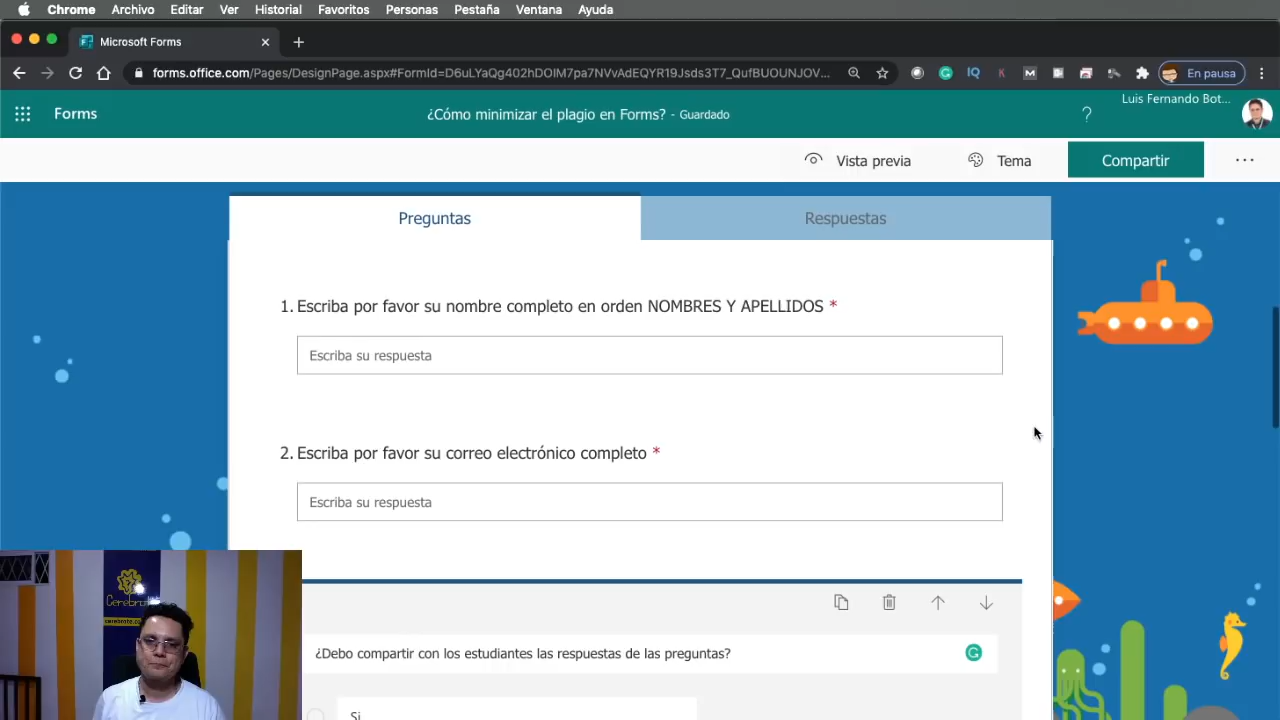 Chrome Archivo Editar Ver Historial Favoritos Personas Pestaña Ventana Ayuda
Microsoft Forms
forms.office.com/Pages/DesignPage.aspx#FormId=D6uLYaQg402hDOlM7pa7NVvAdEQYR19Jsds3T7_QufBUOUNJOV...
IQ K M En pausa
Forms
¿Cómo minimizar el plagio en Forms? - Guardado
?
Luis Fernando Bot...
Vista previa
Tema
Compartir
...
Preguntas
Respuestas
1. Escriba por favor su nombre completo en orden NOMBRES Y APELLIDOS *
Escriba su respuesta
2. Escriba por favor su correo electrónico completo *
Escriba su respuesta
¿Debo compartir con los estudiantes las respuestas de las preguntas?
Si